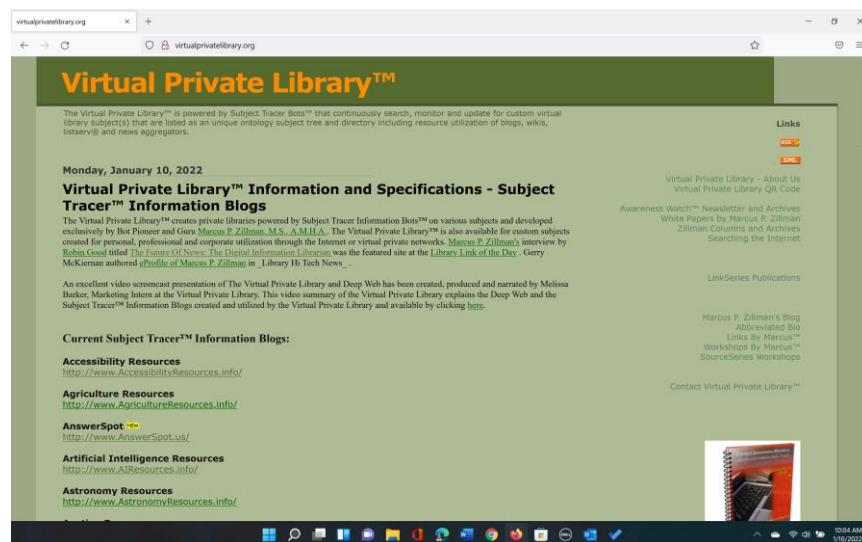 virtualprivatelibrary.org
virtualprivatelibrary.org
Virtual Private Library™
The Virtual Private Library™ is powered by Subject Tracer Bots™ that continuously search, monitor and update for custom virtual
library subject(s) that are listed as an unique ontology subject tree and directory including resource utilization of blogs, wikis,
listserv® and news aggregators.
Monday, January 10, 2022
Virtual Private Library™ Information and Specifications - Subject
Tracer™ Information Blogs
The Virtual Private Library™ creates private libraries powered by Subject Tracer Information Bots™ on various subjects and developed
exclusively by Bot Pioneer and Guru Marcus P. Zillman, M.S., A.M.H.A.. The Virtual Private Library™ is also available for custom subjects
created for personal, professional and corporate utilization through the Internet or virtual private networks. Marcus P. Zillman's interview by
Robin Good titled The Future Of News: The Digital Information Librarian was the featured site at the Library Link of the Day . Gerry
McKiernan authored eProfile of Marcus P. Zillman in _Library Hi Tech News_ .
An excellent video screencast presentation of The Virtual Private Library and Deep Web has been created, produced and narrated by Melissa
Barker, Marketing Intern at the Virtual Private Library. This video summary of the Virtual Private Library explains the Deep Web and the
Subject Tracer™ Information Blogs created and utilized by the Virtual Private Library and available by clicking here.
Current Subject Tracer™ Information Blogs:
Accessibility Resources
http://www.AccessibilityResources.info/
Agriculture Resources
http://www.AgricultureResources.info/
AnswerSpot NEW
http://www.AnswerSpot.us/
Artificial Intelligence Resources
http://www.AIResources.info/
Astronomy Resources
http://www.AstronomyResources.info/
Links
RSS
XML
Virtual Private Library - About Us
Virtual Private Library QR Code
Awareness Watch™ Newsletter and Archives
White Papers by Marcus P. Zillman
Zillman Columns and Archives
Searching the Internet
LinkSeries Publications
Marcus P. Zillman's Blog
Abbreviated Bio
Links By Marcus™
Workshops By Marcus™
SourceSeries Workshops
Contact Virtual Private Library™
10:04 AM
1/10/2022